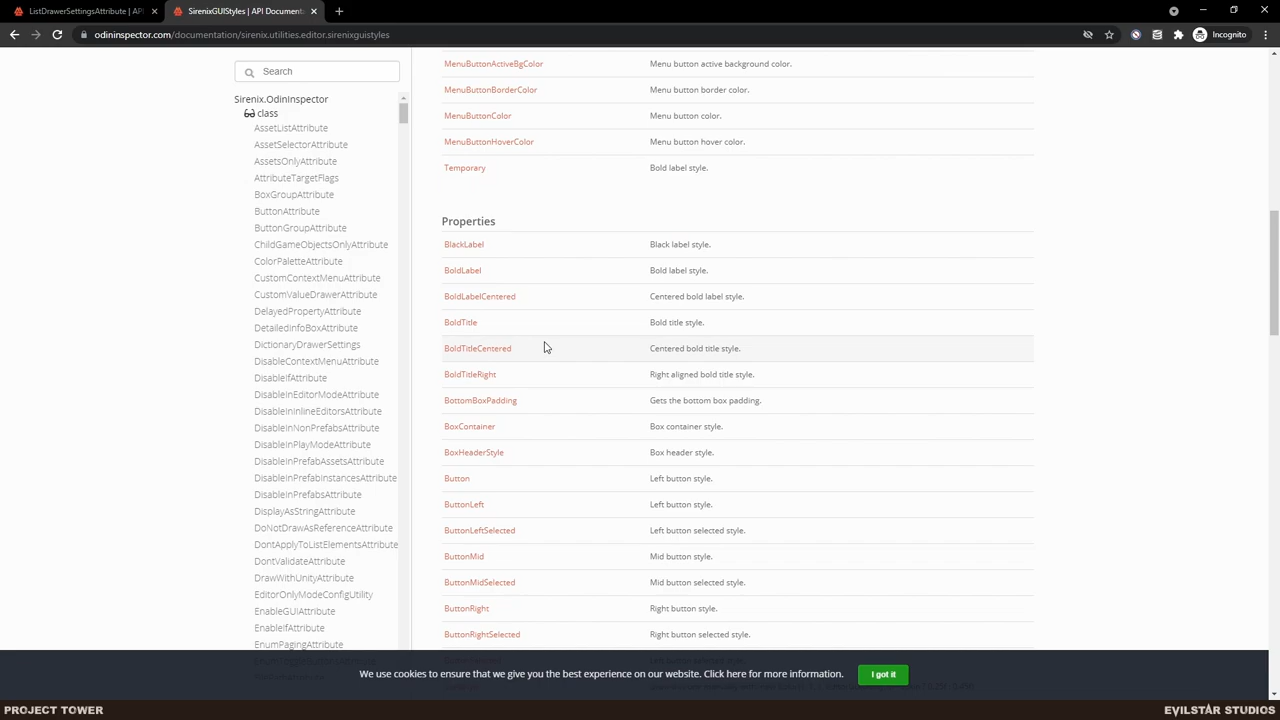 ListDrawerSettingsAttribute | API
SirenixGUIStyles | API Documenta
odininspector.com/documentation/sirenix.utilities.editor.sirenixguistyles
Incognito
Search
Sirenix.OdinInspector
class
AssetListAttribute
AssetSelectorAttribute
AssetsOnlyAttribute
AttributeTargetFlags
BoxGroupAttribute
ButtonAttribute
ButtonGroupAttribute
ChildGameObjectsOnlyAttribute
ColorPaletteAttribute
CustomContextMenuAttribute
CustomValueDrawerAttribute
DelayedPropertyAttribute
DetailedInfoBoxAttribute
DictionaryDrawerSettings
DisableContextMenuAttribute
DisableIfAttribute
DisableInEditorModeAttribute
DisableInInlineEditorsAttribute
DisableInNonPrefabsAttribute
DisableInPlayModeAttribute
DisableInPrefabAssetsAttribute
DisableInPrefabInstancesAttribute
DisableInPrefabsAttribute
DisplayAsStringAttribute
DoNotDrawAsReferenceAttribute
DontApplyToListElementsAttribute
DontValidateAttribute
DrawWithUnityAttribute
EditorOnlyModeConfigUtility
EnableGUIAttribute
EnableIfAttribute
EnumPagingAttribute
MenuButtonActiveBgColor Menu button active background color.
MenuButtonBorderColor Menu button border color.
MenuButtonColor Menu button color.
MenuButtonHoverColor Menu button hover color.
Temporary Bold label style.
Properties
BlackLabel Black label style.
BoldLabel Bold label style.
BoldLabelCentered Centered bold label style.
BoldTitle Bold title style.
BoldTitleCentered Centered bold title style.
BoldTitleRight Right aligned bold title style.
BottomBoxPadding Gets the bottom box padding.
BoxContainer Box container style.
BoxHeaderStyle Box header style.
Button Left button style.
ButtonLeft Left button style.
ButtonLeftSelected Left button selected style.
ButtonMid Mid button style.
ButtonMidSelected Mid button selected style.
ButtonRight Right button style.
ButtonRightSelected Right button selected style.
We use cookies to ensure that we give you the best experience on our website. Click here for more information.
I got it
PROJECT TOWER
EVILSTAR STUDIOS